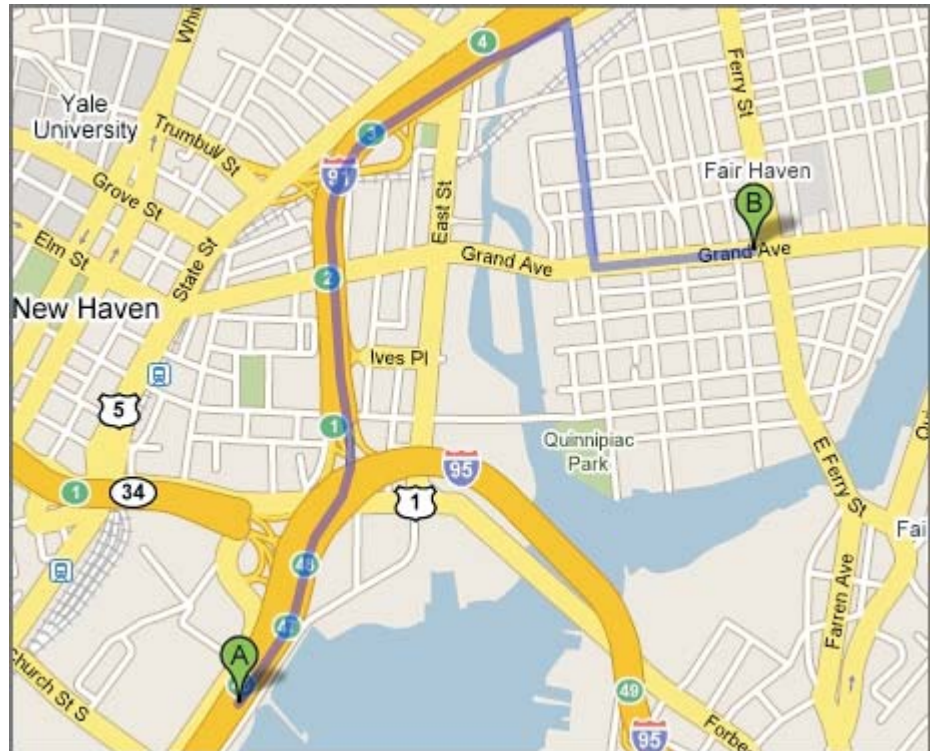 Whi
4
Ferry St
Yale
University
Trumbull St
3
91
Fair Haven
Grove St
East St
B
Elm St
State St
Grand Ave
Grand Ave
2
New Haven
Ives Pl
5
1
Quinnipiac
Park
95
1
34
1
E Ferry St
Fai
48
47
Farren Ave
A
Church St S
49
Forbe
95